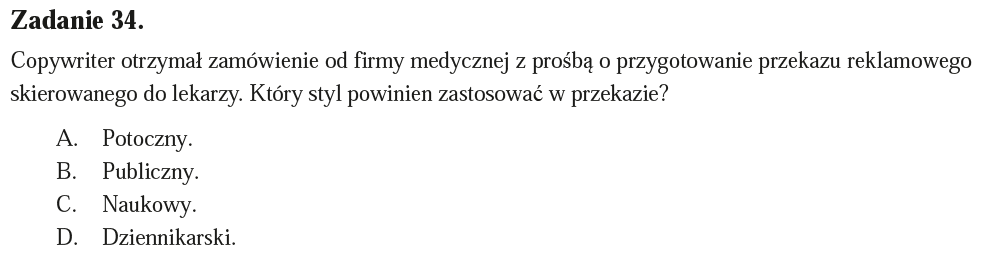 Zadanie 34.
Copywriter otrzymał zamówienie od firmy medycznej z prośbą o przygotowanie przekazu reklamowego
skierowanego do lekarzy. Który styl powinien zastosować w przekazie?
A. Potoczny.
B. Publiczny.
C. Naukowy.
D. Dziennikarski.